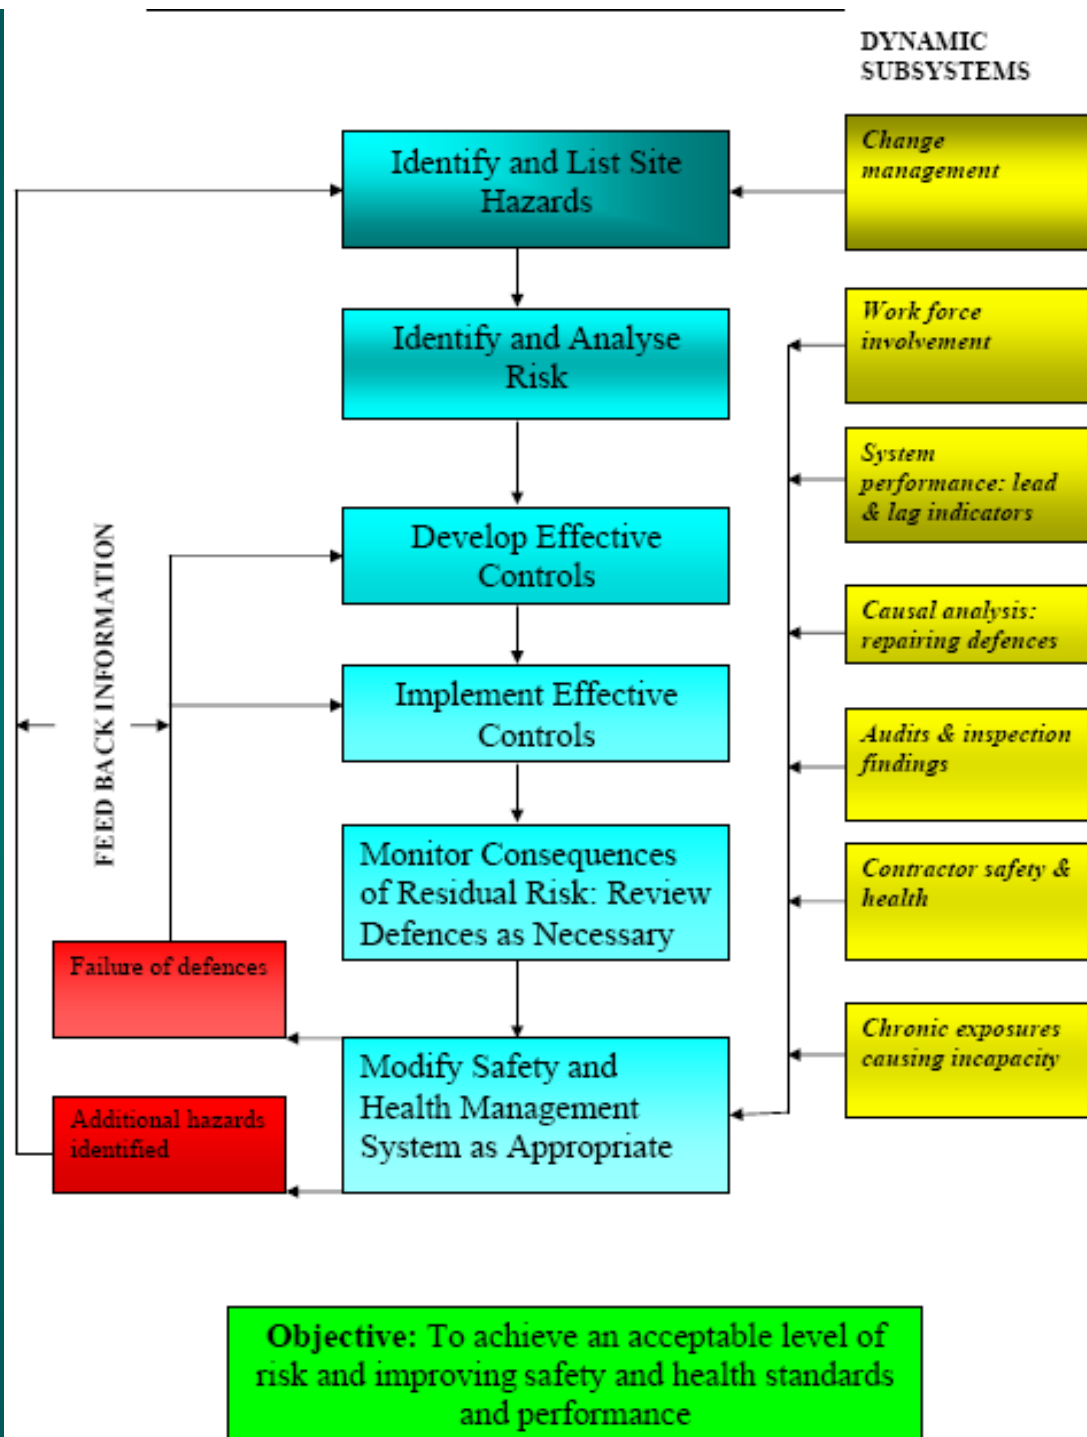 DYNAMIC
SUBSYSTEMS
Identify and List Site
Hazards
Change
management
Identify and Analyse
Risk
Work force
involvement
System
performance: lead
& lag indicators
Develop Effective
Controls
FEED BACK INFORMATION
Causal analysis:
repairing defences
Implement Effective
Controls
Audits & inspection
findings
Monitor Consequences
of Residual Risk: Review
Defences as Necessary
Contractor safety &
health
Failure of defences
Chronic exposures
causing incapacity
Modify Safety and
Health Management
System as Appropriate
Additional hazards
identified
Objective: To achieve an acceptable level of
risk and improving safety and health standards
and performance